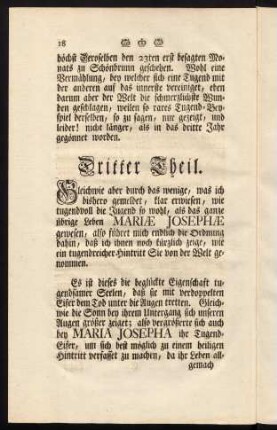 18
höchst Deroselben den 23ten erst besagten Mo-
nats zu Schönbrunn geschehen. Wohl eine
Vermählung, bey welcher sich eine Tugend mit
der anderen auf das innerste vereiniget, eben
darum aber der Welt die schmertzlichste Wun-
den geschlagen, weilen so rares Tugend-Bey-
spiel derselben, so zu sagen, nur gezeigt, und
leider! nicht länger, als in das dritte Jahr
gegönnet worden.
Dritter Theil.
Gleichwie aber durch das wenige, was ich
bishero gemeldet, klar erwiesen, wie
tugendvoll die Jugend so wohl, als das ganze
übrige Leben MARIÆ JOSEPHÆ
gewesen, also führet mich endlich die Ordnung
dahin, daß ich ihnen noch kürzlich zeige, wie
ein tugendreicher Hintritt Sie von der Welt ge-
nommen.
Es ist dieses die beglückte Eigenschaft tu-
gendsamer Seelen, daß sie mit verdoppelten
Eifer dem Tod unter die Augen tretten. Gleich-
wie die Sonn bey ihrem Untergang sich unseren
Augen größer zeiget; also vergrößerte sich auch
bey MARIA JOSEPHA ihr Tugend-
Eifer, um sich best möglich zu einem heiligen
Hintritt verfasset zu machen, da ihr Leben all-
gemach